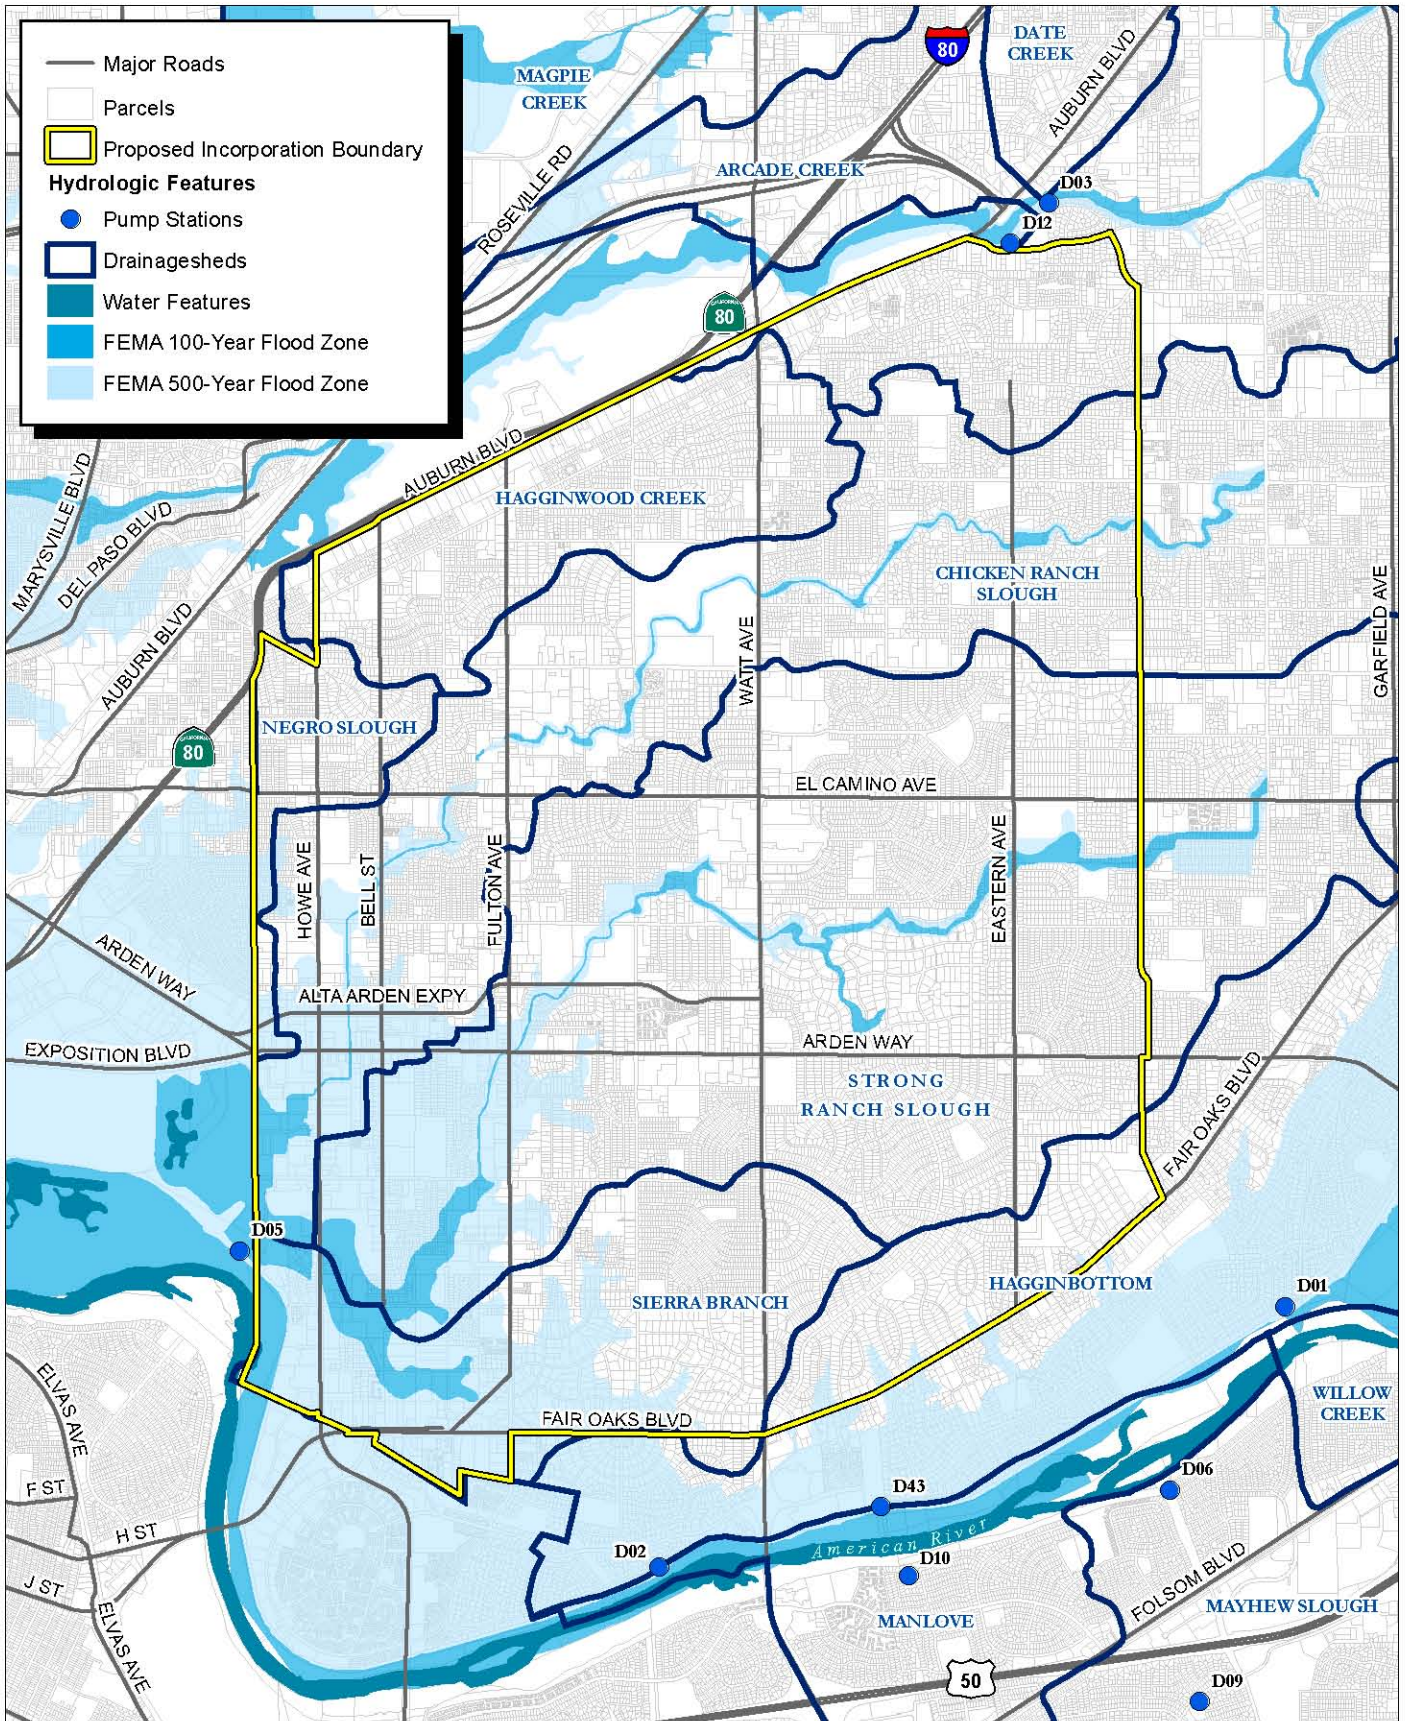 Major Roads
Parcels
Proposed Incorporation Boundary
Hydrologic Features
Pump Stations
Drainagesheds
Water Features
FEMA 100-Year Flood Zone
FEMA 500-Year Flood Zone
80
DATE
CREEK
AUBURN BLVD
MAGPIE
CREEK
ROSEVILLE RD
ARCADE CREEK
D03
D12
CALIFORNIA
80
AUBURN BLVD
HAGGINWOOD CREEK
MARYSVILLE BLVD
DEL PASO BLVD
AUBURN BLVD
CHICKEN RANCH
SLOUGH
GARFIELD AVE
WATT AVE
NEGRO SLOUGH
CALIFORNIA
80
EL CAMINO AVE
HOWE AVE
BELL ST
FULTON AVE
EASTERN AVE
ARDEN WAY
ALTA ARDEN EXPY
EXPOSITION BLVD
ARDEN WAY
STRONG
RANCH SLOUGH
FAIR OAKS BLVD
D05
HAGGINBOTTOM
SIERRA BRANCH
D01
ELVAS AVE
WILLOW
CREEK
FAIR OAKS BLVD
F ST
H ST
J ST
ELVAS AVE
D06
D43
American River
D02
D10
MANLOVE
FOLSOM BLVD
MAYHEW SLOUGH
50
D09